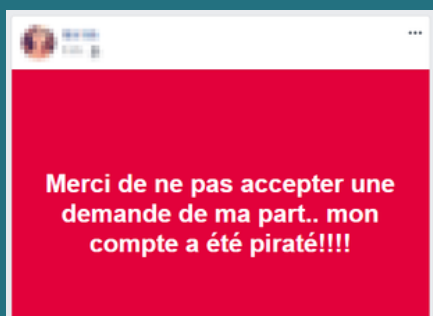 Merci de ne pas accepter une
demande de ma part.. mon
compte a été piraté!!!!